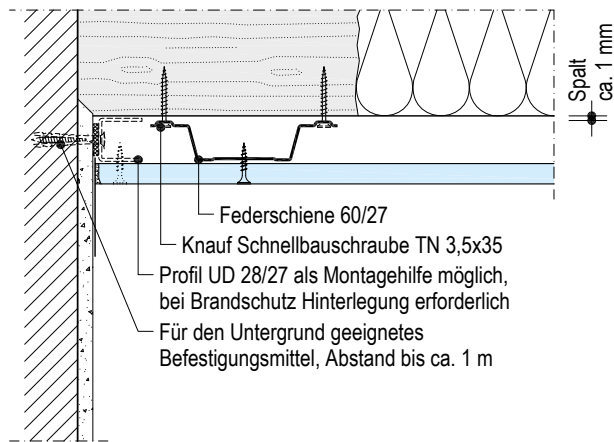 Spalt
ca. 1 mm
Federschiene 60/27
Knauf Schnellbauschraube TN 3,5x35
Profil UD 28/27 als Montagehilfe möglich,
bei Brandschutz Hinterlegung erforderlich
Für den Untergrund geeignetes
Befestigungsmittel, Abstand bis ca. 1 m